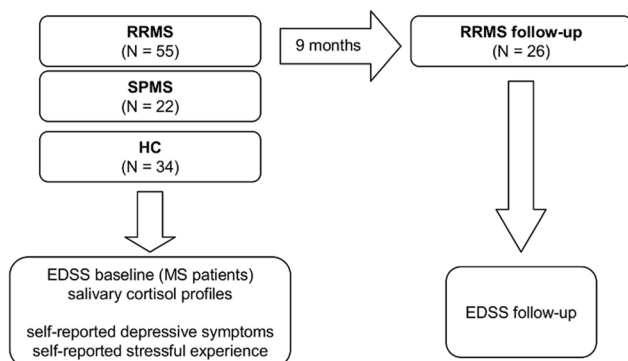 RRMS
(N = 55)
9 months
RRMS follow-up
(N = 26)
SPMS
(N = 22)
HC
(N = 34)
EDSS baseline (MS patients)
salivary cortisol profiles
self-reported depressive symptoms
self-reported stressful experience
EDSS follow-up